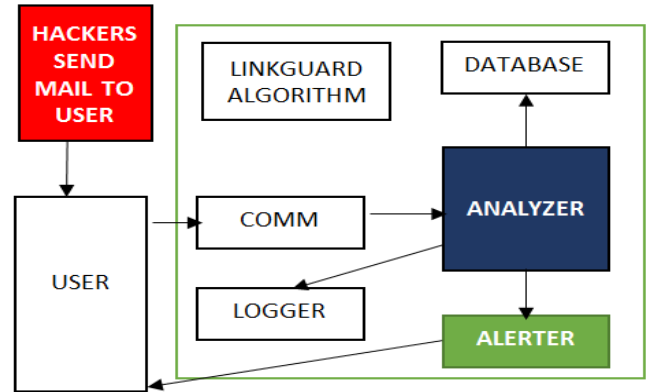 HACKERS
SEND
MAIL TO
USER
LINKGUARD
ALGORITHM
DATABASE
USER
COMM
ANALYZER
LOGGER
ALERTER